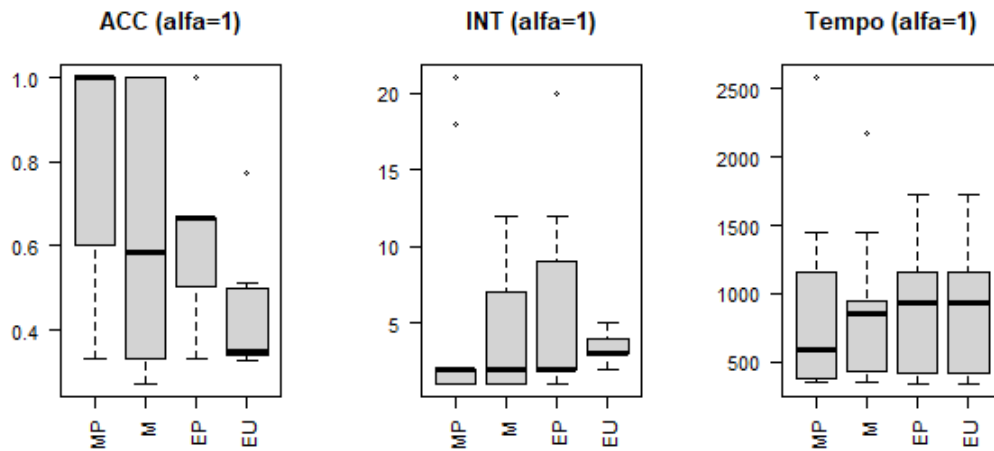 ACC (alfa=1)
1.0
0.8
0.6
0.4
MP
M
EP
EU
INT (alfa=1)
20
15
10
5
MP
M
EP
EU
Tempo (alfa=1)
2500
2000
1500
1000
500
MP
M
EP
EU